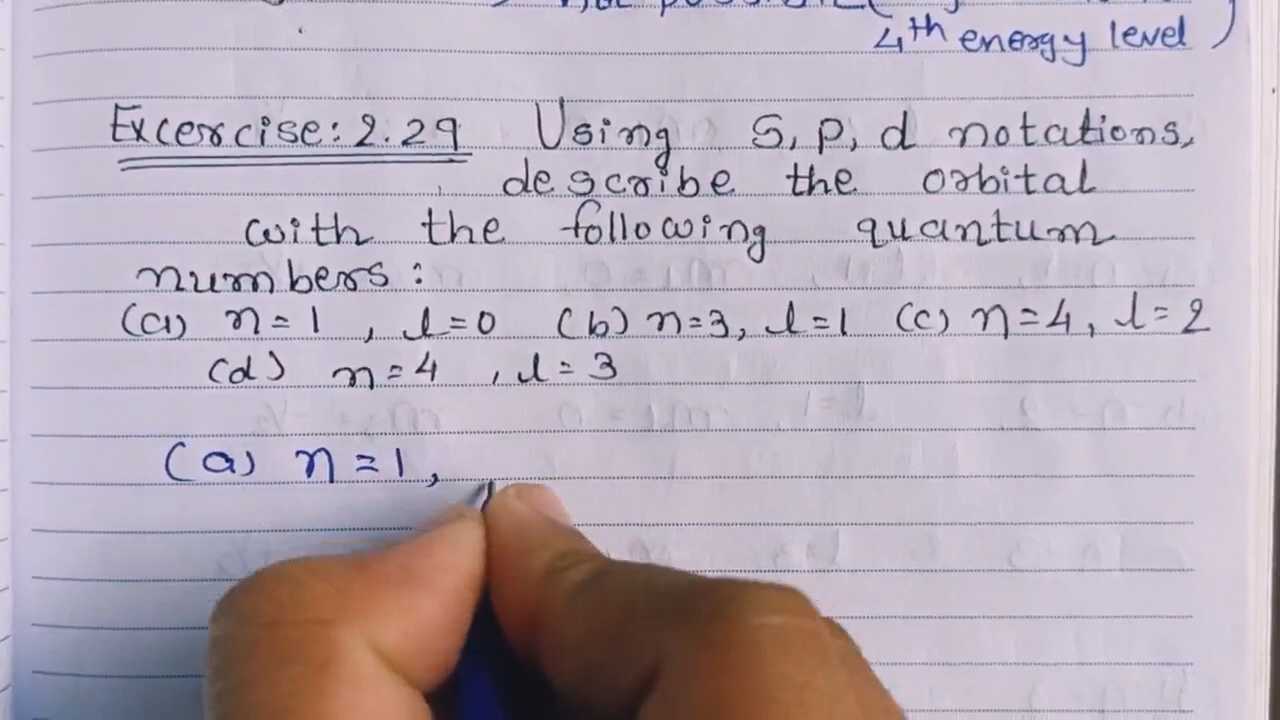 4th energy level )
Excercise: 2.29 Using s, p, d notations,
describe the orbital
with the following quantum
numbers:
(a) n=1, l=0 (b) n=3, l=1 (c) n=4, l=2
(d) n=4, l=3
(a) n=1,